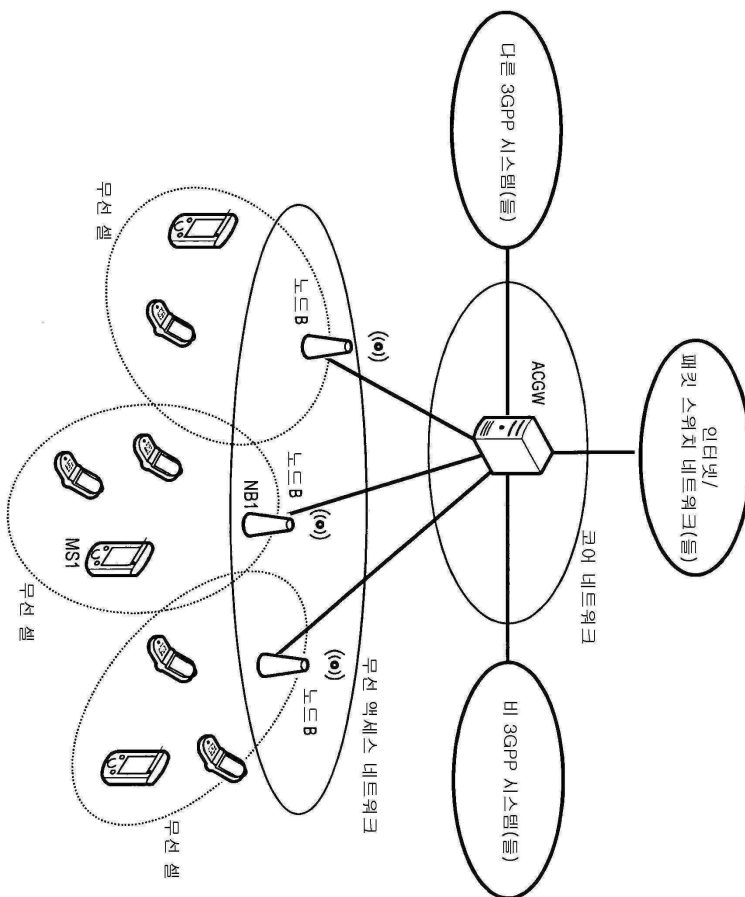 인터넷/
패킷 스위치 네트워크(들)
다른 3GPP 시스템(들)
ACGW
코어 네트워크
비 3GPP 시스템(들)
노드B
노드B
NB1
노드B
무선 액세스 네트워크
무선 셀
MS1
무선 셀
무선 셀